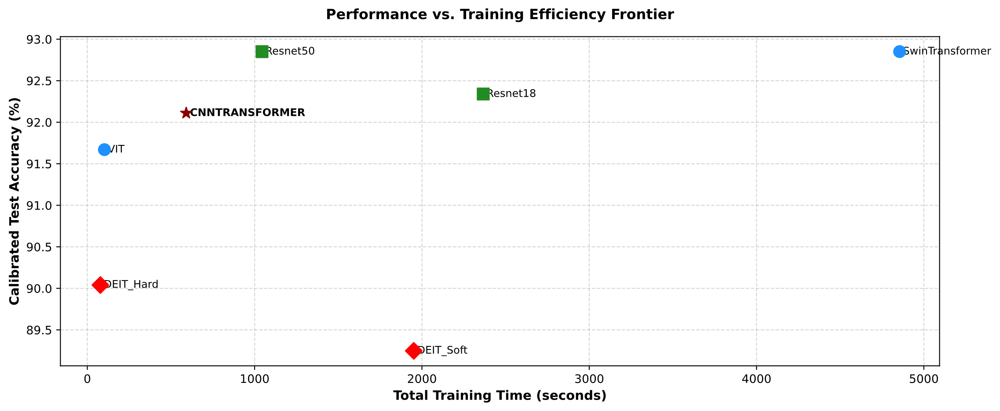 Performance vs. Training Efficiency Frontier
Calibrated Test Accuracy (%)
93.0
92.5
92.0
91.5
91.0
90.5
90.0
89.5
Resnet50
SwinTransformer
Resnet18
CNNTRANSFORMER
VIT
DEIT_Hard
DEIT_Soft
0 1000 2000 3000 4000 5000
Total Training Time (seconds)